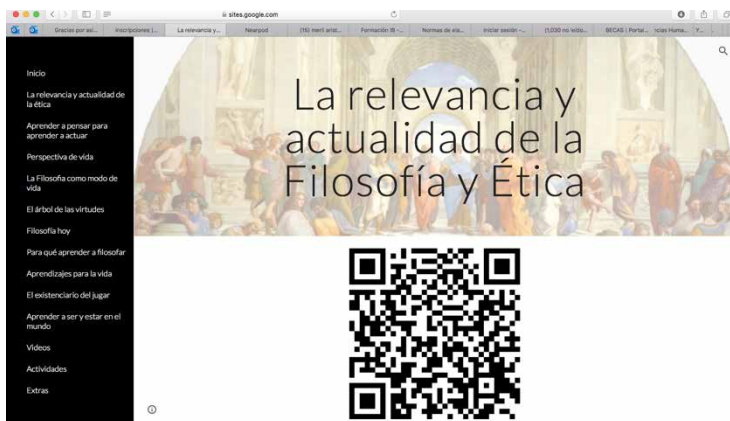 sites.google.com
Gracias por asi...
Inscripciones |...
La relevancia y...
Nearpod
Formación IB -...
Normas de ela...
Iniciar sesión –...
BECAS | Portal...
Inicio
La relevancia y actualidad de
la ética
Aprender a pensar para
aprender a actuar
Perspectiva de vida
La Filosofía como modo de
vida
El árbol de las virtudes
Filosofía hoy
Para qué aprender a filosofar
Aprendizajes para la vida
El existenciario del jugar
Aprender a ser y estar en el
mundo
Videos
Actividades
Extras
La relevancia y
actualidad de la
Filosofía y Ética